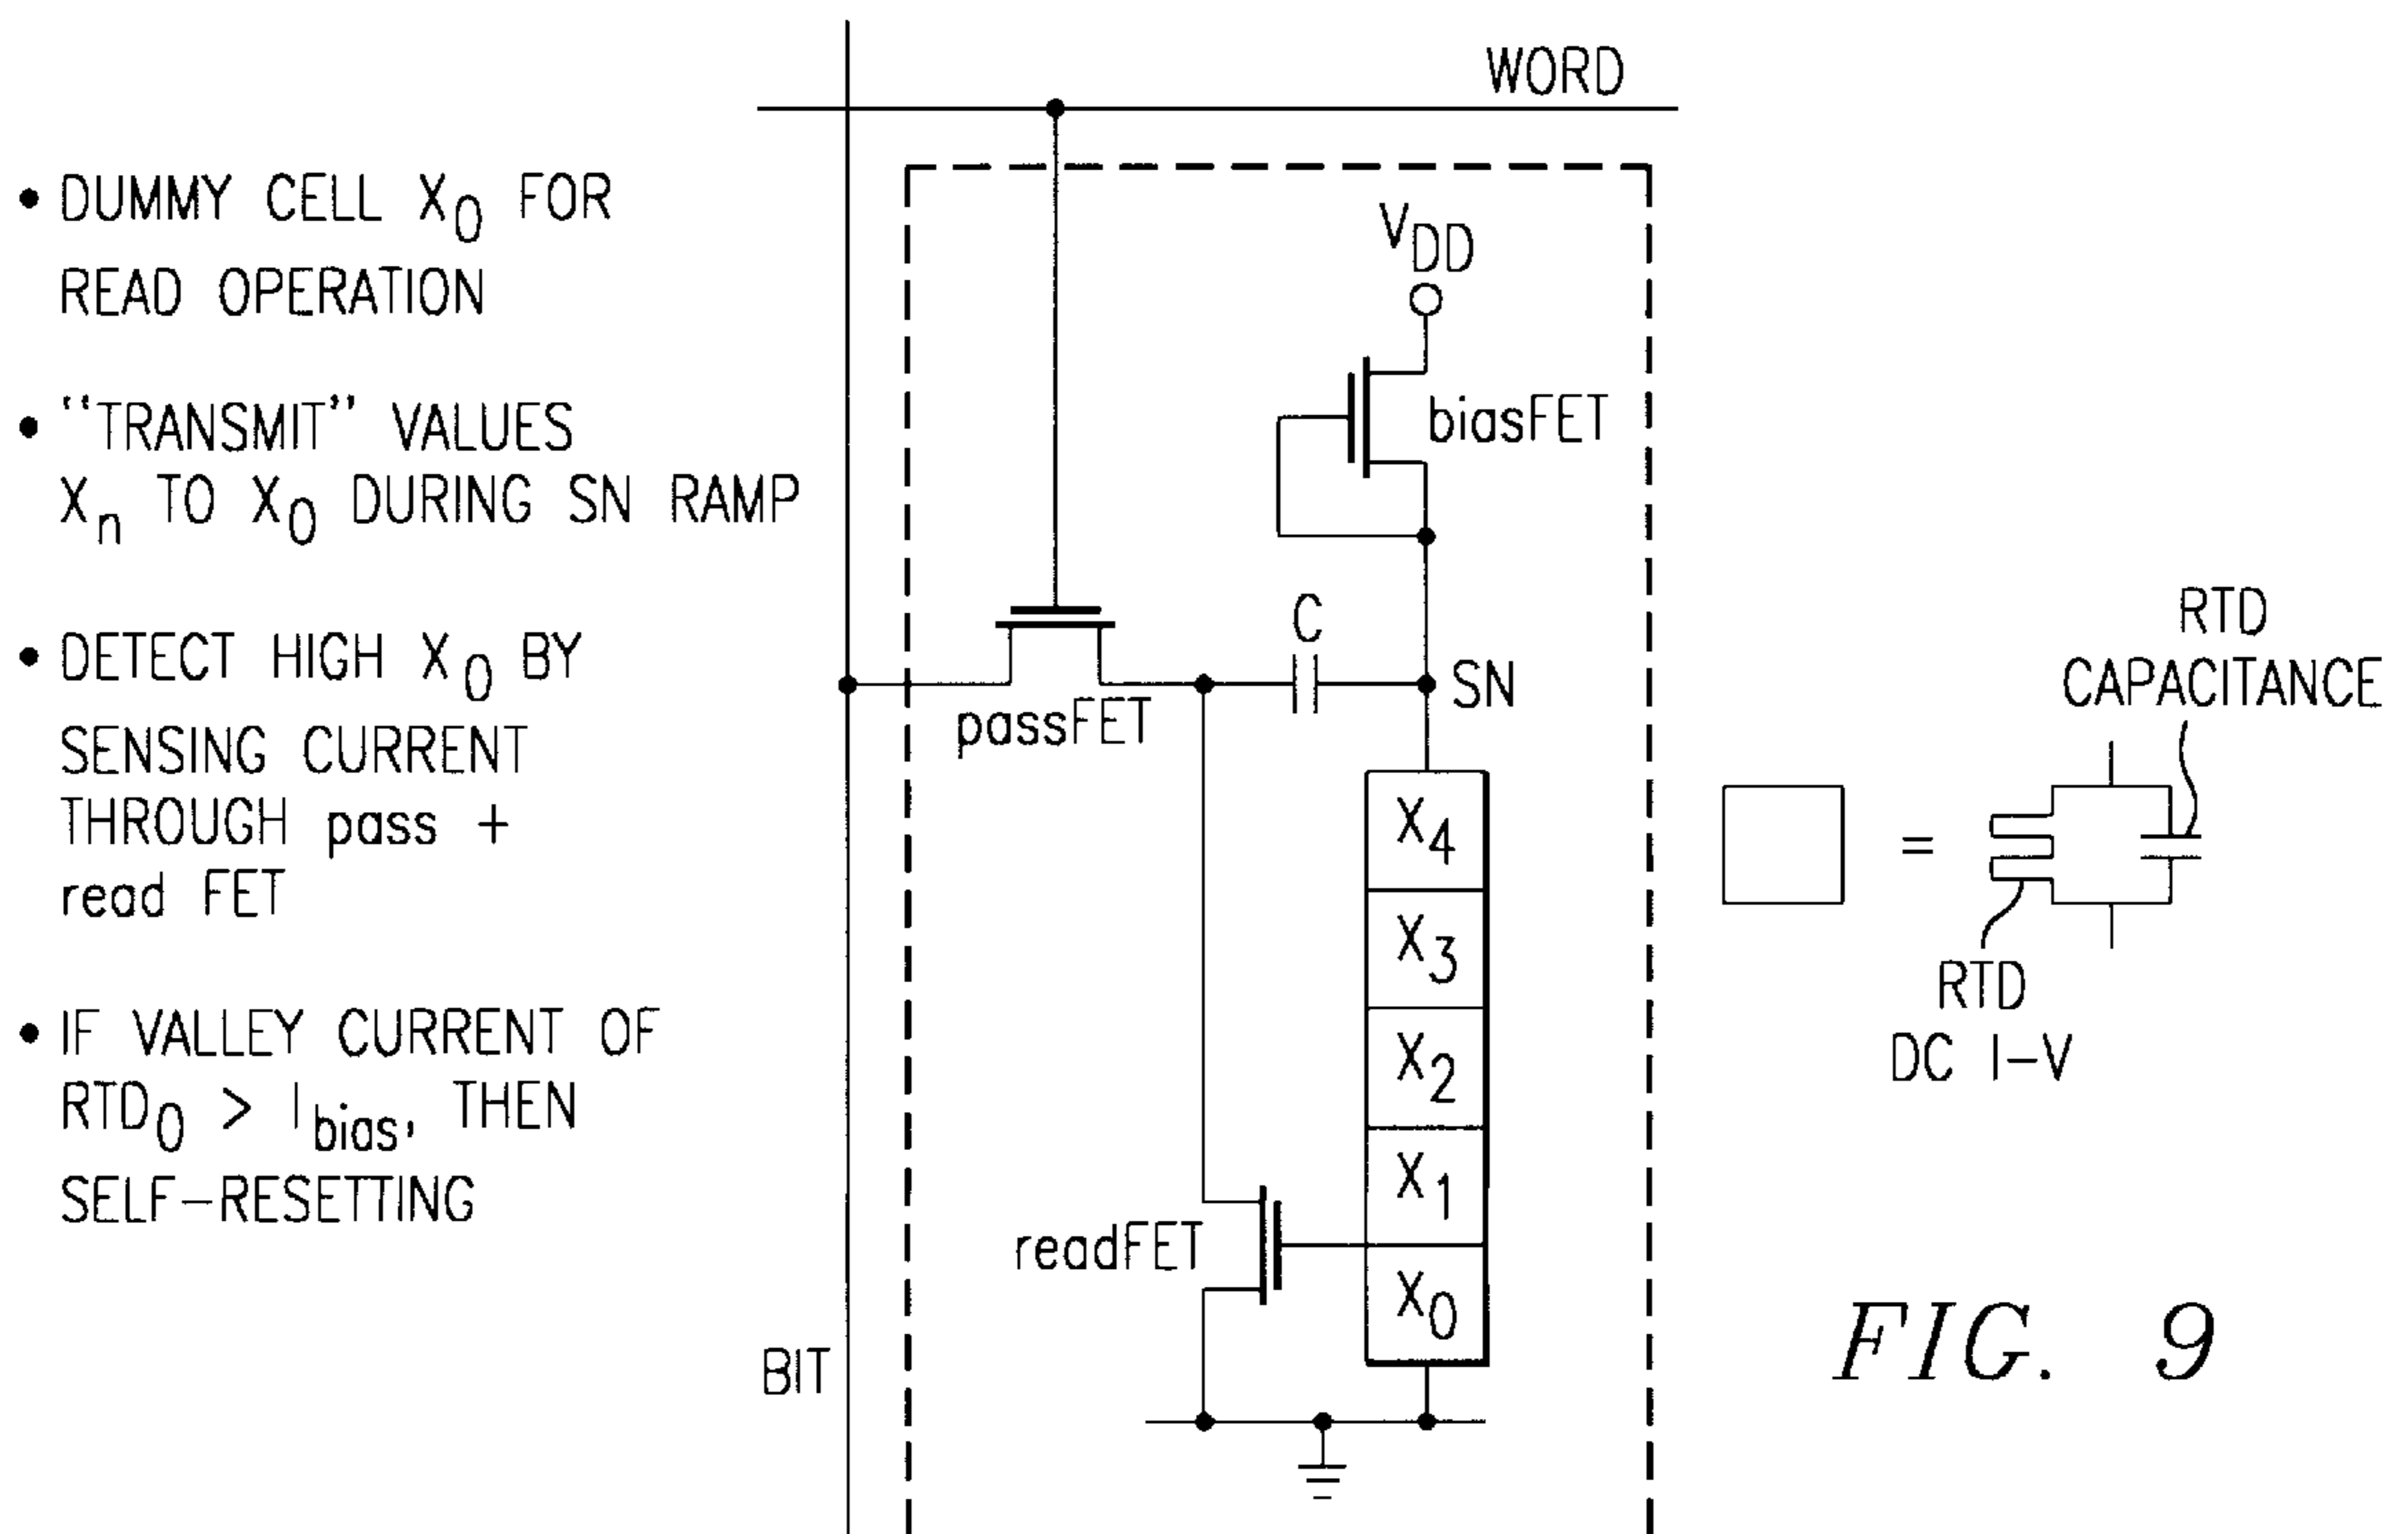 • DUMMY CELL X0 FOR
READ OPERATION
• "TRANSMIT" VALUES
Xn TO X0 DURING SN RAMP
• DETECT HIGH X0 BY
SENSING CURRENT
THROUGH pass +
read FET
• IF VALLEY CURRENT OF
RTD0 > Ibias, THEN
SELF-RESETTING
WORD
VDD
biasFET
C
SN
passFET
X4
X3
X2
X1
X0
readFET
BIT
RTD
CAPACITANCE
=
RTD
DC I-V
FIG. 9